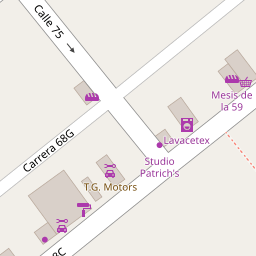 Calle 75 →
Mesis de
la 59
Lavacetex
Carrera 68G
Studio
Patrich's
T.G. Motors